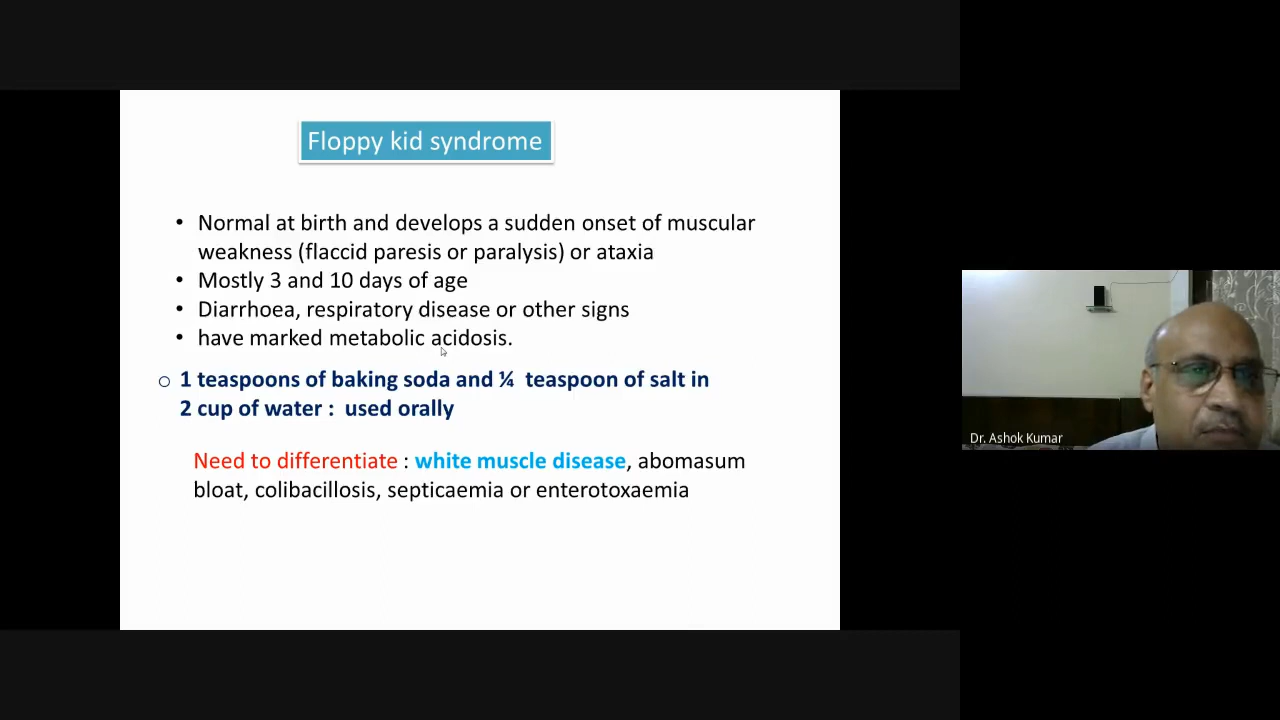 Floppy kid syndrome
• Normal at birth and develops a sudden onset of muscular
weakness (flaccid paresis or paralysis) or ataxia
• Mostly 3 and 10 days of age
• Diarrhoea, respiratory disease or other signs
• have marked metabolic acidosis.
o 1 teaspoons of baking soda and ¼ teaspoon of salt in
2 cup of water : used orally
Need to differentiate : white muscle disease, abomasum
bloat, colibacillosis, septicaemia or enterotoxaemia
Dr. Ashok Kumar